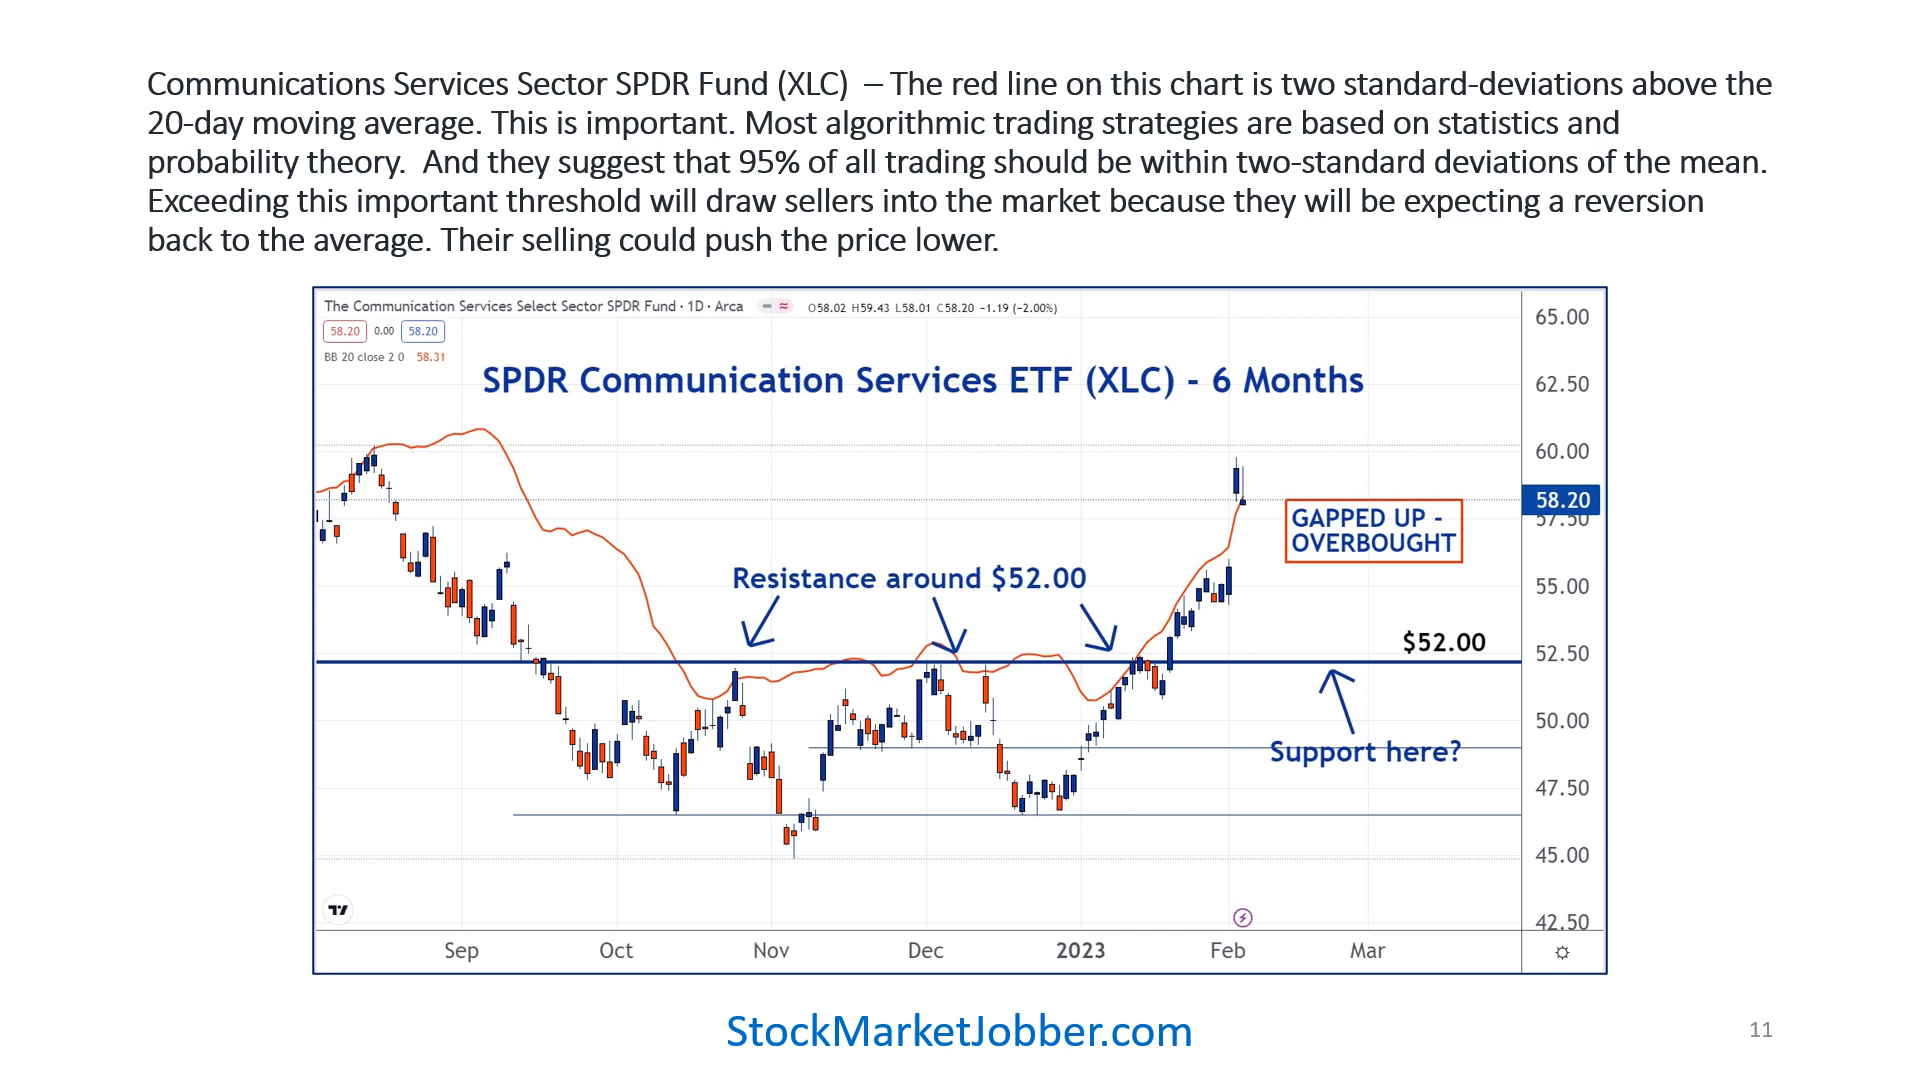 Communications Services Sector SPDR Fund (XLC)  – The red line on this chart is two standard-deviations above the
20-day moving average. This is important. Most algorithmic trading strategies are based on statistics and
probability theory.  And they suggest that 95% of all trading should be within two-standard deviations of the mean.
Exceeding this important threshold will draw sellers into the market because they will be expecting a reversion
back to the average. Their selling could push the price lower.
The Communication Services Select Sector SPDR Fund · 1D · Arca O58.02 H59.43 L58.01 C58.20 −1.19 (−2.00%)
58.20 0.00 58.20
BB 20 close 2 0 58.31
SPDR Communication Services ETF (XLC) - 6 Months
65.00
62.50
60.00
58.20
57.50
55.00
52.50
50.00
47.50
45.00
42.50
GAPPED UP -
OVERBOUGHT
Resistance around $52.00
$52.00
Support here?
Sep Oct Nov Dec 2023 Feb Mar
StockMarketJobber.com
11